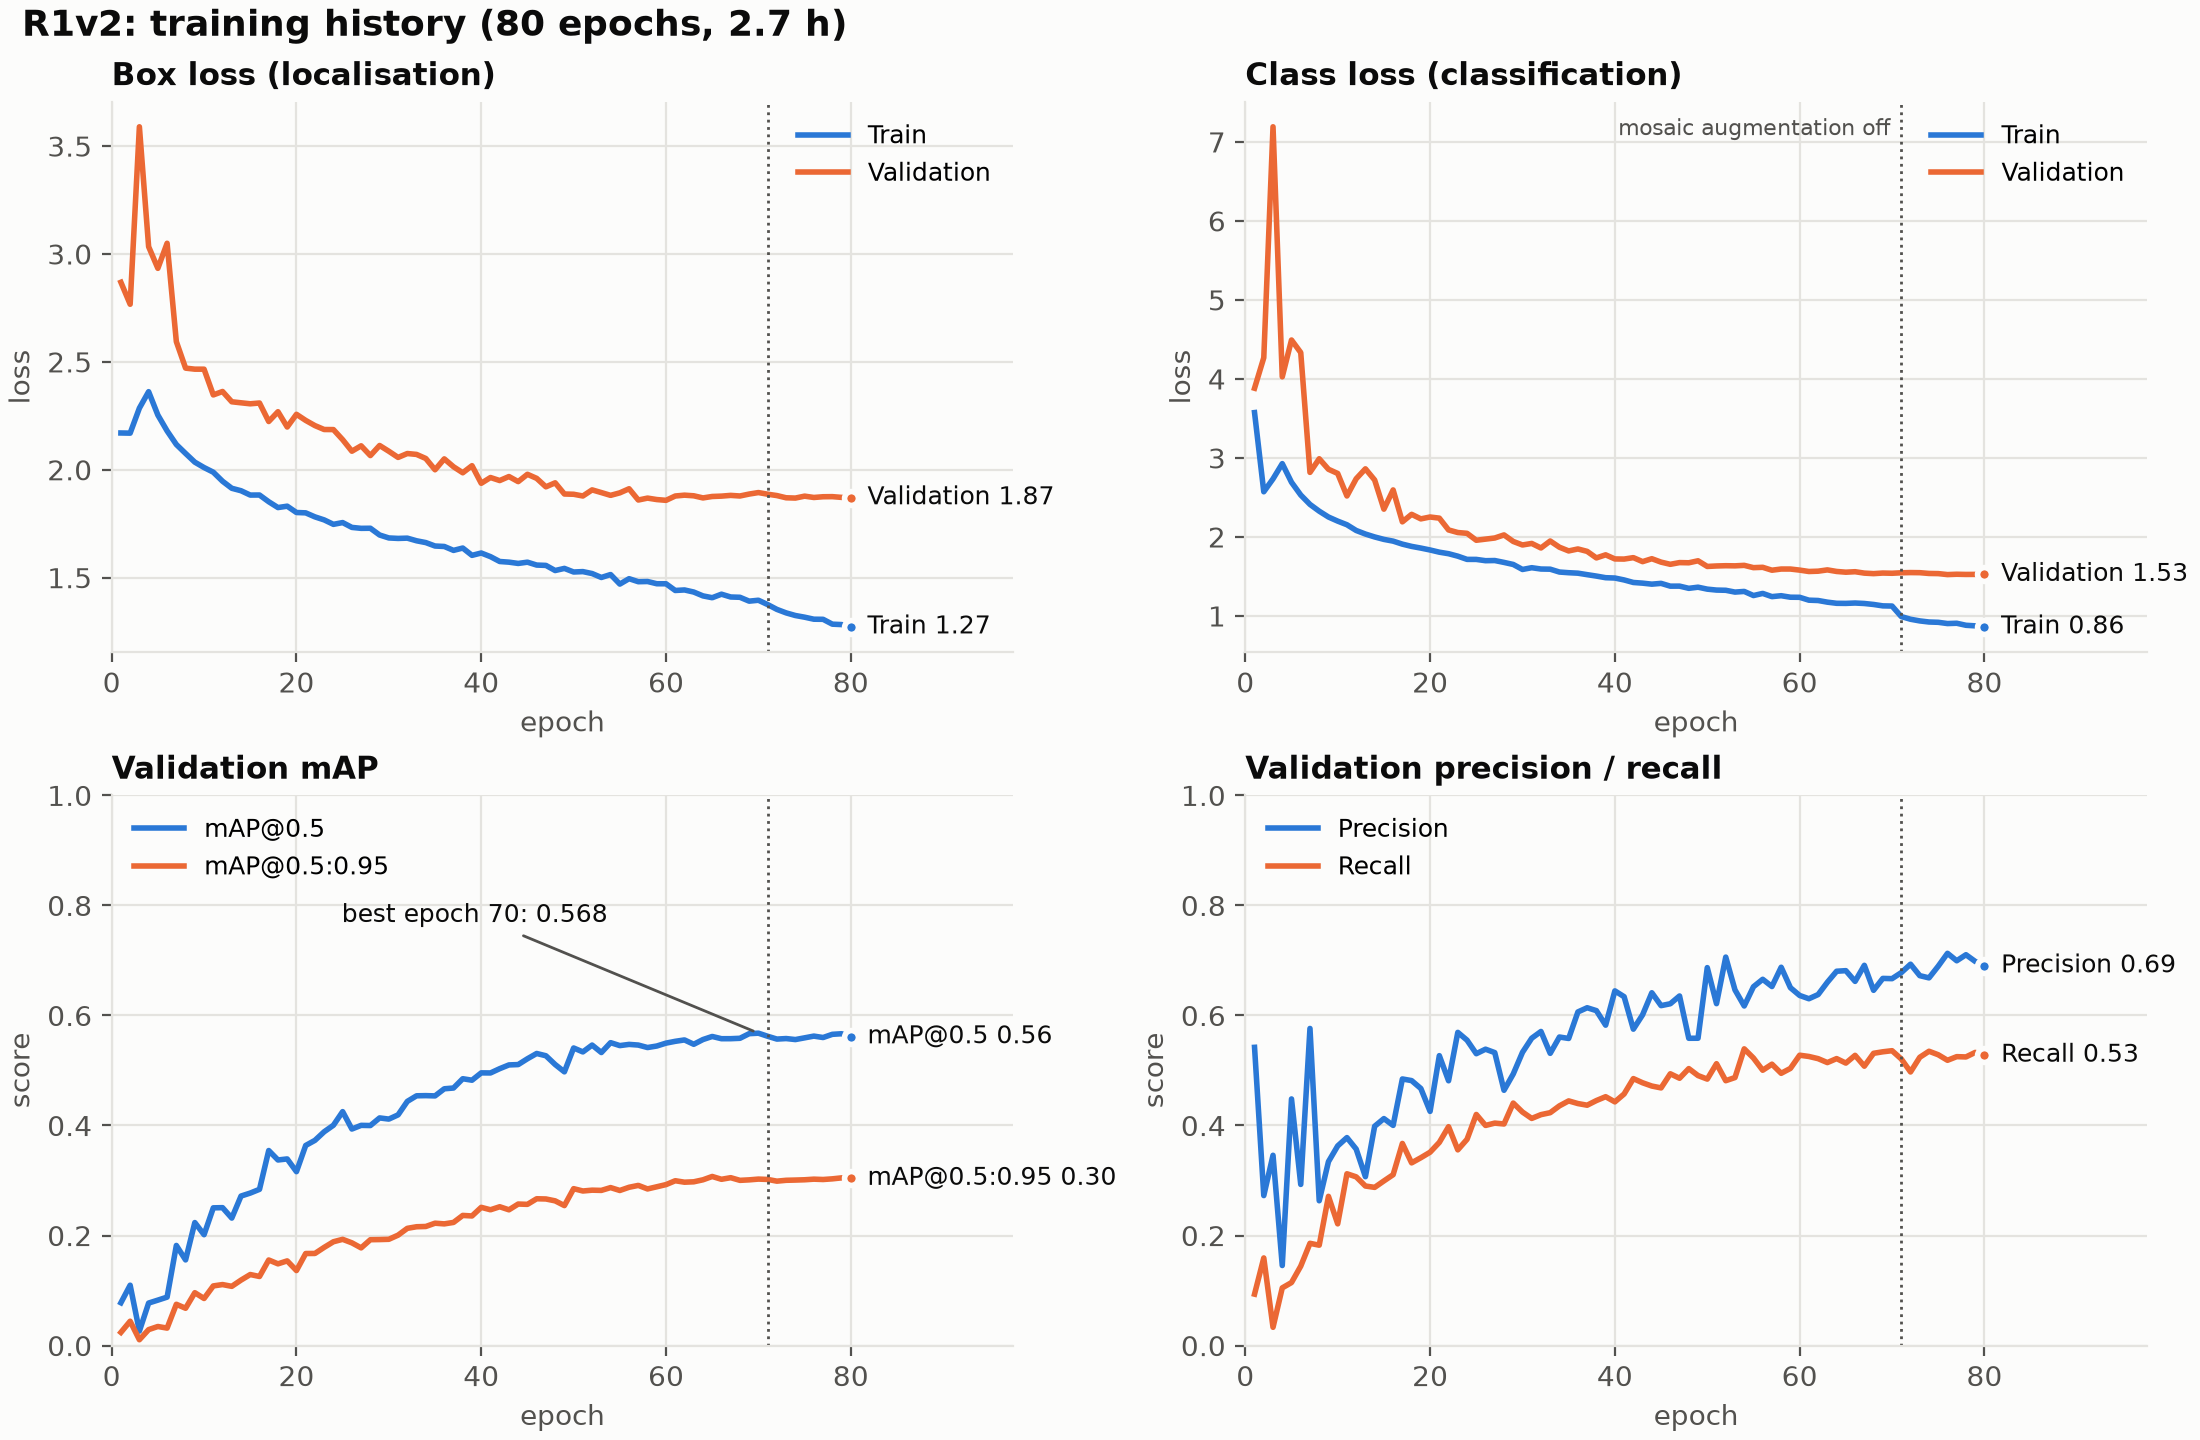 R1v2: training history (80 epochs, 2.7 h)
Box loss (localisation)
3.5
3.0
2.5
2.0
1.5
loss
0
20
40
60
80
epoch
Train
Validation
Validation 1.87
Train 1.27
Class loss (classification)
7
6
5
4
3
2
1
loss
0
20
40
60
80
epoch
mosaic augmentation off
Train
Validation
Validation 1.53
Train 0.86
Validation mAP
1.0
0.8
0.6
0.4
0.2
0.0
score
0
20
40
60
80
epoch
mAP@0.5
mAP@0.5:0.95
best epoch 70: 0.568
mAP@0.5 0.56
mAP@0.5:0.95 0.30
Validation precision / recall
1.0
0.8
0.6
0.4
0.2
0.0
score
0
20
40
60
80
epoch
Precision
Recall
Precision 0.69
Recall 0.53